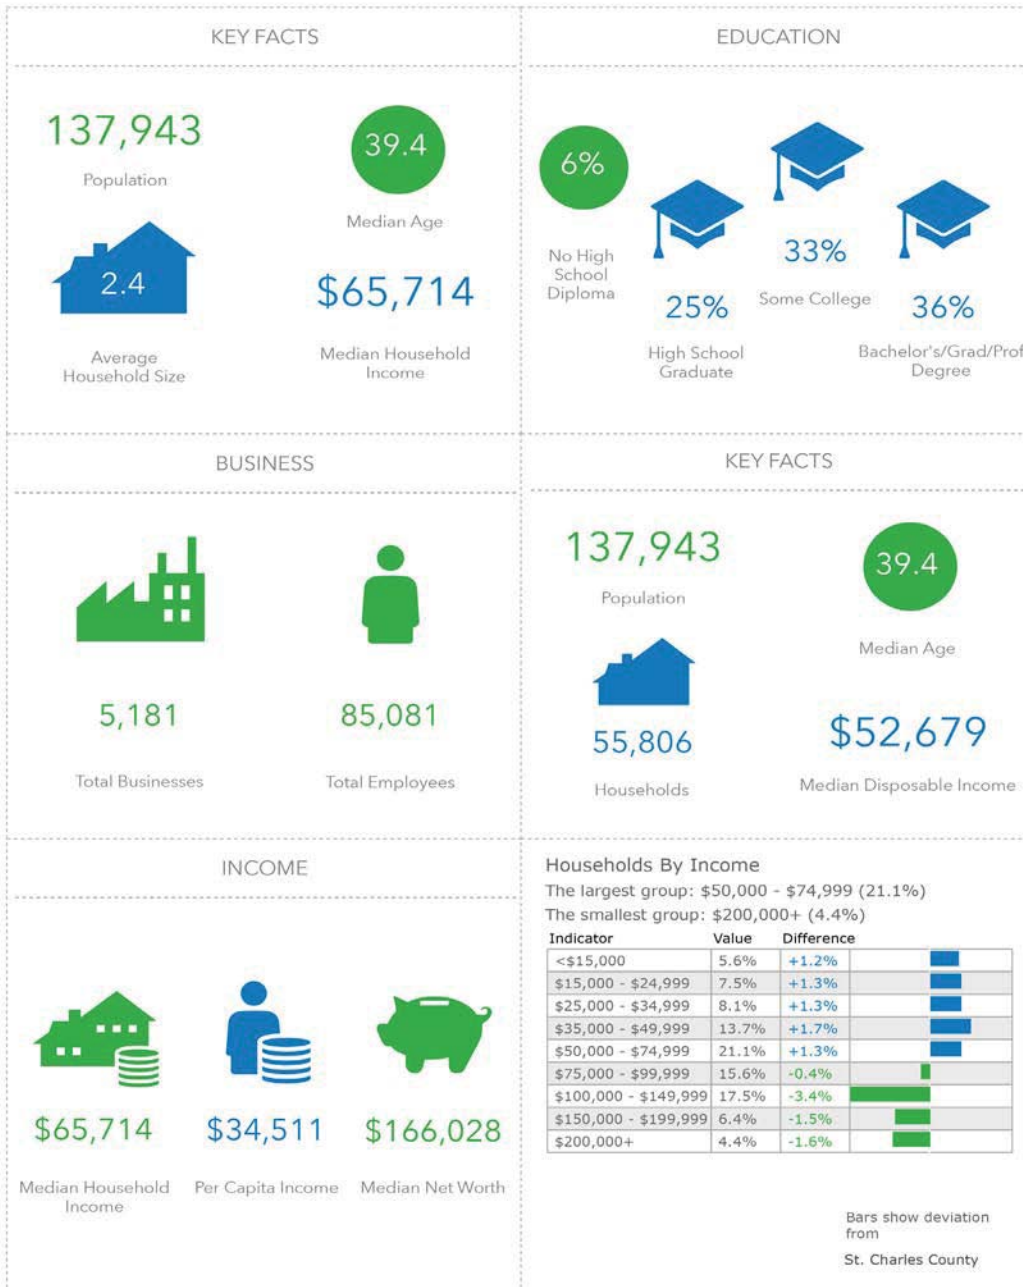 KEY FACTS
137,943
Population
39.4
Median Age
2.4
Average
Household Size
$65,714
Median Household
Income
EDUCATION
6%
No High
School
Diploma
25%
High School
Graduate
33%
Some College
36%
Bachelor's/Grad/Prof
Degree
BUSINESS
5,181
Total Businesses
85,081
Total Employees
KEY FACTS
137,943
Population
39.4
Median Age
55,806
Households
$52,679
Median Disposable Income
INCOME
$65,714
Median Household
Income
$34,511
Per Capita Income
$166,028
Median Net Worth
Households By Income
The largest group: $50,000 - $74,999 (21.1%)
The smallest group: $200,000+ (4.4%)
Indicator Value Difference
<$15,000 5.6% +1.2%
$15,000 - $24,999 7.5% +1.3%
$25,000 - $34,999 8.1% +1.3%
$35,000 - $49,999 13.7% +1.7%
$50,000 - $74,999 21.1% +1.3%
$75,000 - $99,999 15.6% -0.4%
$100,000 - $149,999 17.5% -3.4%
$150,000 - $199,999 6.4% -1.5%
$200,000+ 4.4% -1.6%
Bars show deviation
from
St. Charles County